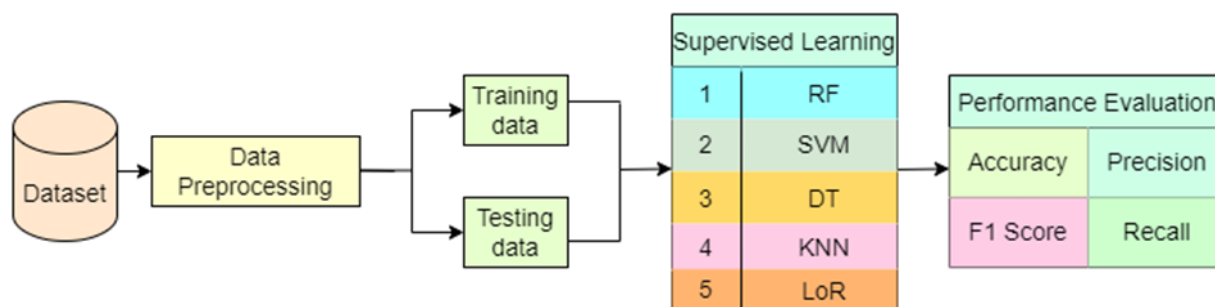 Dataset
Data
Preprocessing
Training
data
Testing
data
Supervised Learning
1 RF
2 SVM
3 DT
4 KNN
5 LoR
Performance Evaluation
Accuracy Precision
F1 Score Recall